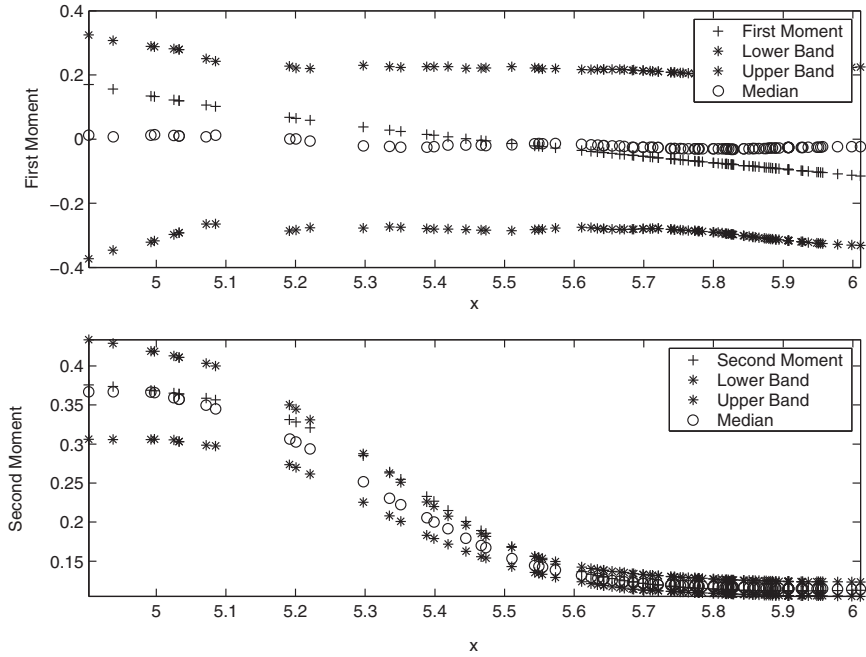 0.4
0.2
0
−0.2
−0.4
First Moment
First Moment
Lower Band
Upper Band
Median
5 5.1 5.2 5.3 5.4 5.5 5.6 5.7 5.8 5.9 6
x
0.4
0.35
0.3
0.25
0.2
0.15
Second Moment
Second Moment
Lower Band
Upper Band
Median
5 5.1 5.2 5.3 5.4 5.5 5.6 5.7 5.8 5.9 6
x